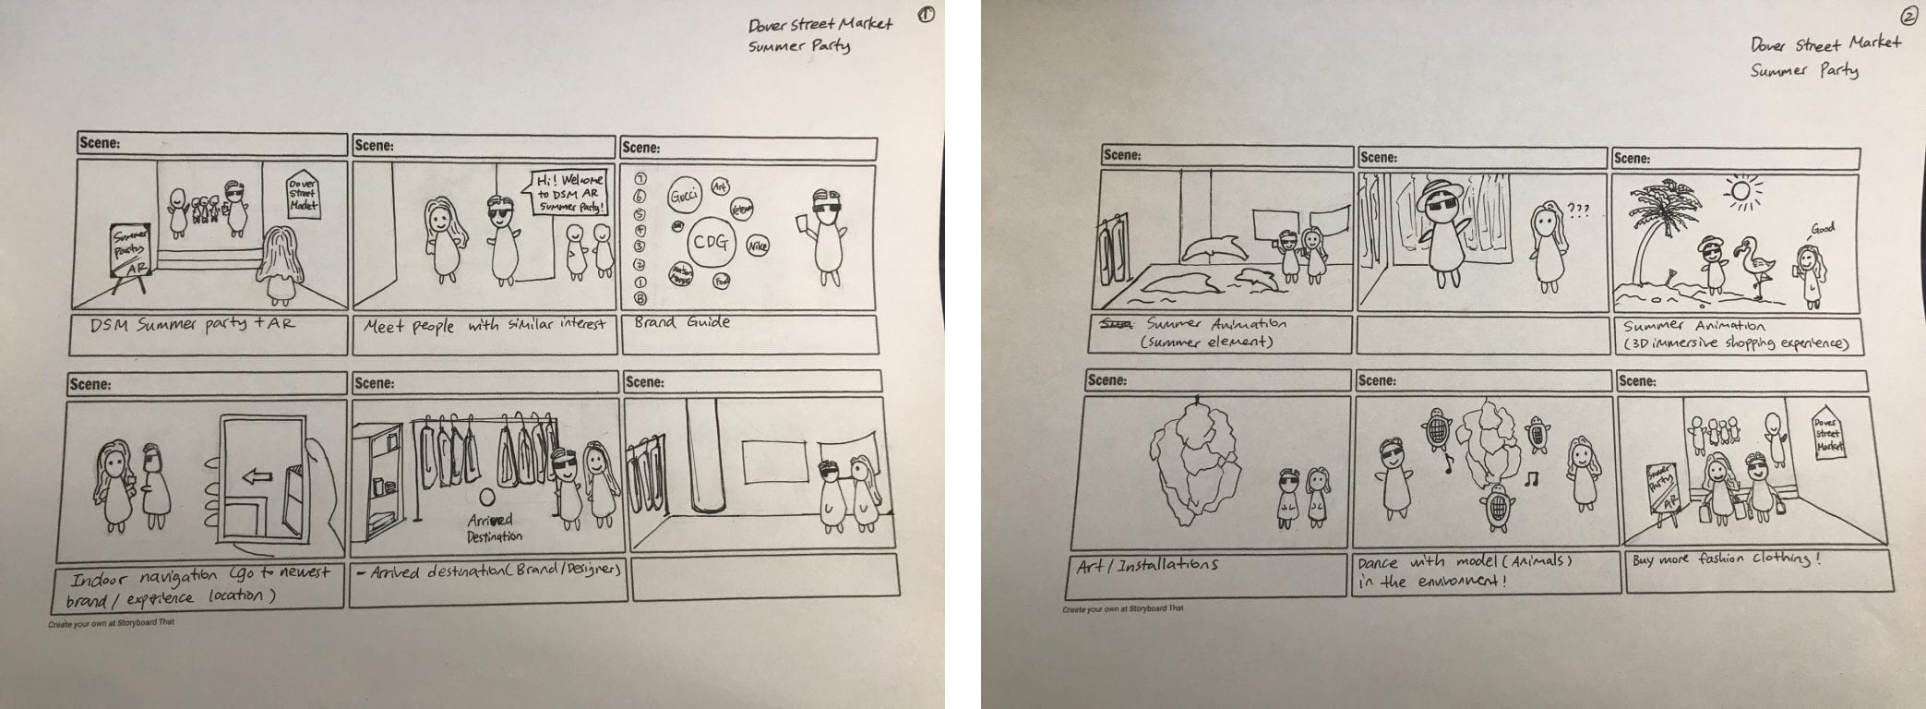 ①
Dover Street Market
Summer Party
Scene:
Scene:
Scene:
Dover
Street
Market
Summer
Party
AR
Hi! Welcome
to DSM AR
Summer Party!
7
6
5
4
3
2
1
B
Gucci
Art
CDG
Nike
Food
DSM Summer party + AR
Meet people with similar interest
Brand Guide
Scene:
Scene:
Scene:
Arrived
Destination
Indoor navigation (go to newest
brand/ experience location)
- Arrived destination (Brand/Designer)
Create your own at Storyboard That
②
Dover Street Market
Summer Party
Scene:
Scene:
Scene:
???
Good
Summer Animation
(summer element)
Summer Animation
(3D immersive shopping experience)
Scene:
Scene:
Scene:
Dover
Street
Market
Summer
Party
AR
Art/Installations
Dance with model (Animals)
in the environment!
Buy more fashion clothing!
Create your own at Storyboard That